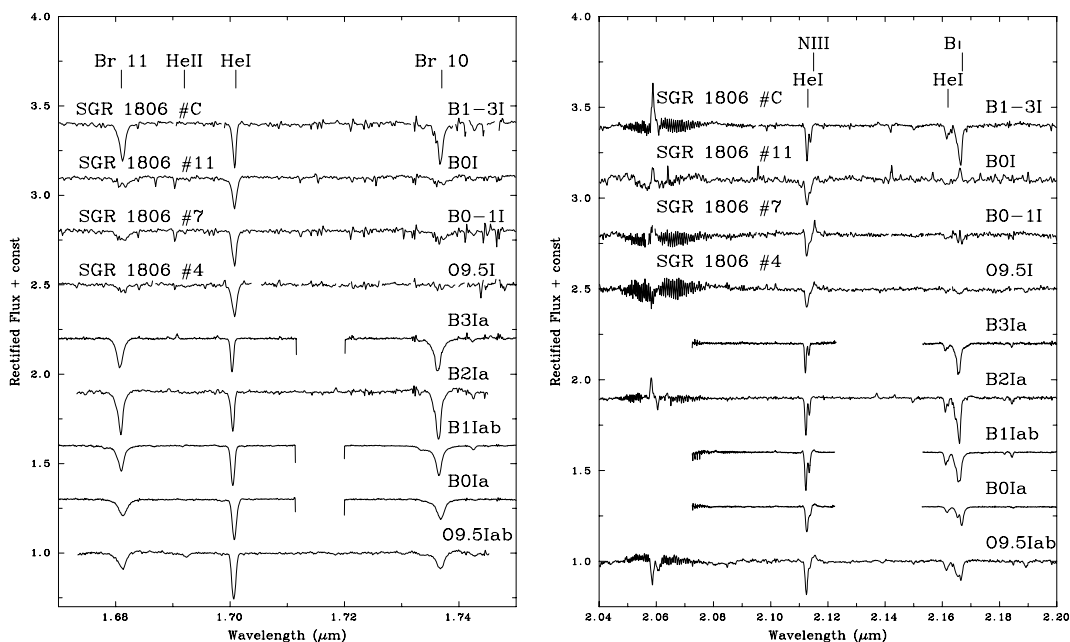 4.0
3.5
3.0
2.5
2.0
1.5
1.0
Rectified Flux + const
Br 11 HeII HeI Br 10
SGR 1806 #C B1-3I
SGR 1806 #11 B0I
SGR 1806 #7 B0-1I
SGR 1806 #4 O9.5I
B3Ia
B2Ia
B1Iab
B0Ia
O9.5Iab
1.68 1.70 1.72 1.74
Wavelength (μm)
4.0
3.5
3.0
2.5
2.0
1.5
1.0
Rectified Flux + const
NIII
HeI HeI
SGR 1806 #C B1-3I
SGR 1806 #11 B0I
SGR 1806 #7 B0-1I
SGR 1806 #4 O9.5I
B3Ia
B2Ia
B1Iab
B0Ia
O9.5Iab
2.04 2.06 2.08 2.10 2.12 2.14 2.16 2.18 2.20
Wavelength (μm)